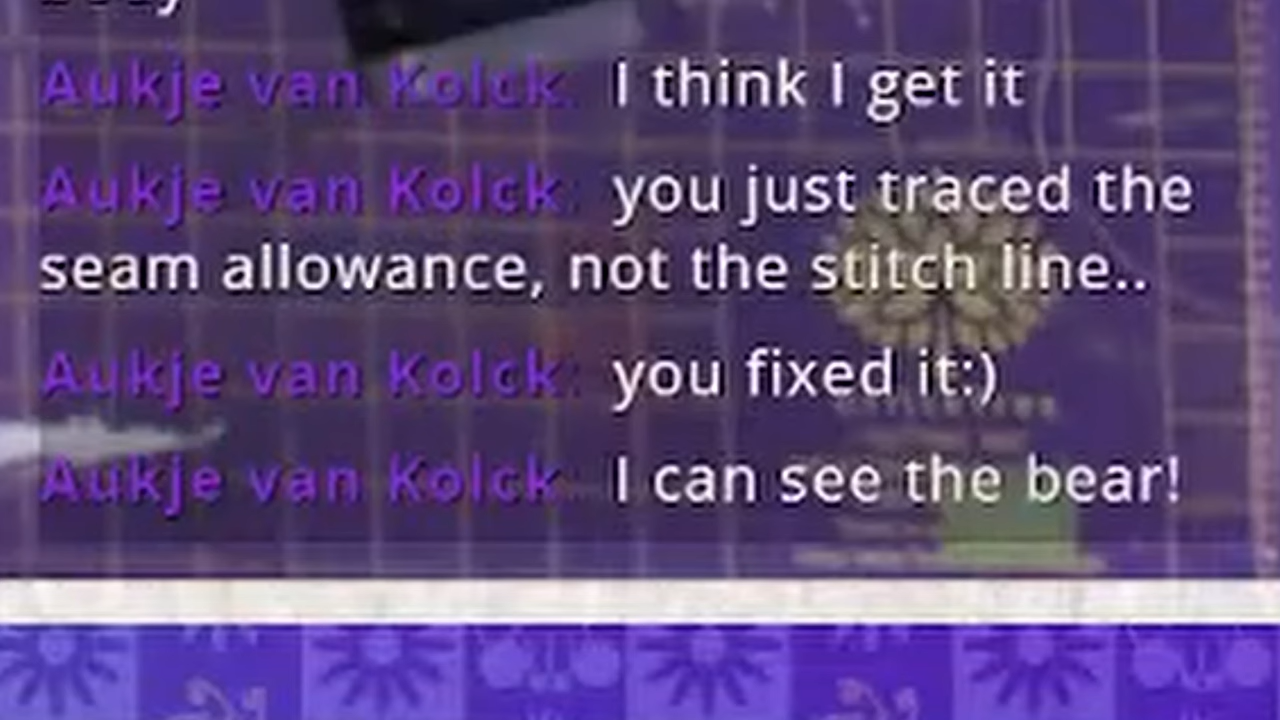 Aukje van Kolck: I think I get it
Aukje van Kolck: you just traced the
seam allowance, not the stitch line..
Aukje van Kolck: you fixed it:)
Aukje van Kolck: I can see the bear!